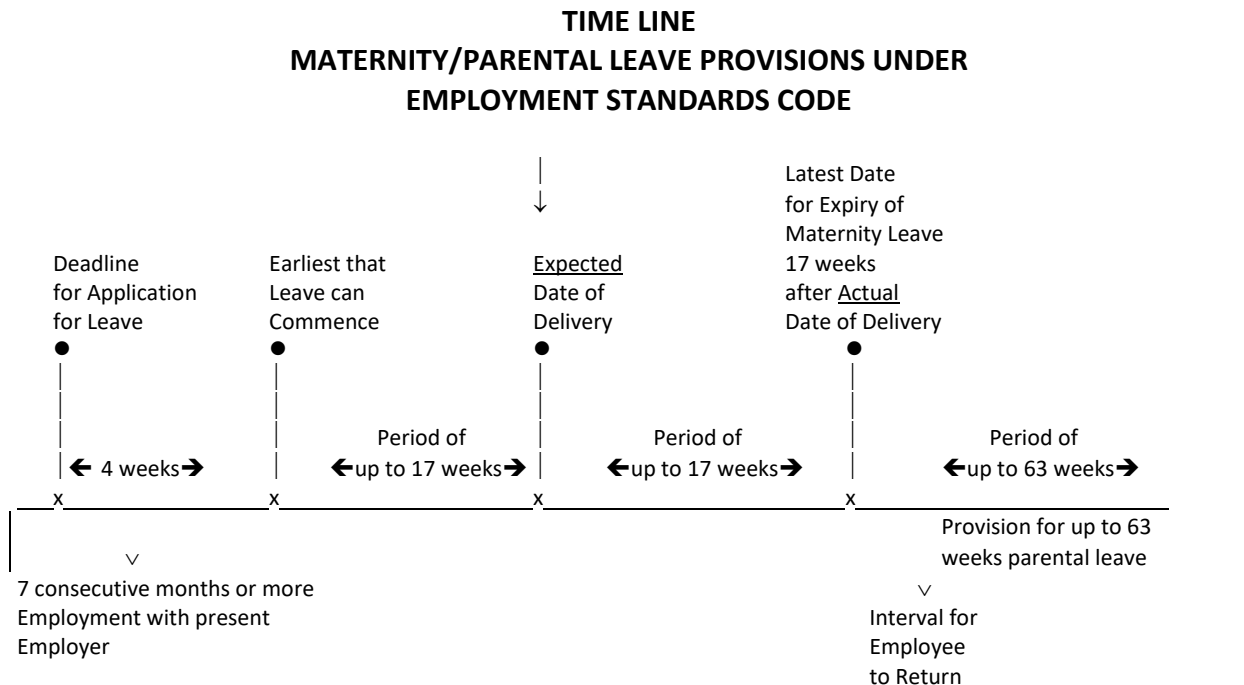 TIME LINE
MATERNITY/PARENTAL LEAVE PROVISIONS UNDER
EMPLOYMENT STANDARDS CODE
Deadline
for Application
for Leave
Earliest that
Leave can
Commence
Expected
Date of
Delivery
Latest Date
for Expiry of
Maternity Leave
17 weeks
after Actual
Date of Delivery
4 weeks
Period of
up to 17 weeks
Period of
up to 17 weeks
Period of
up to 63 weeks
x x x x
7 consecutive months or more
Employment with present
Employer
Provision for up to 63
weeks parental leave
Interval for
Employee
to Return